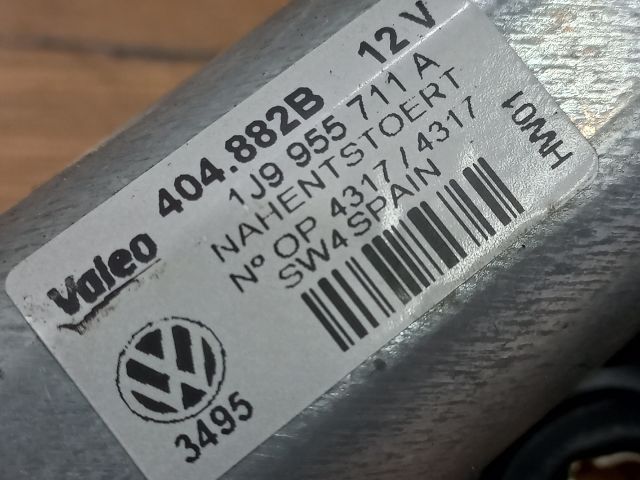 Valeo 404.882B 12 V
1J9 955 711 A
NAHENTSTOERT
Nº OP 4317 / 4317
SW4SPAIN
HW01
3495